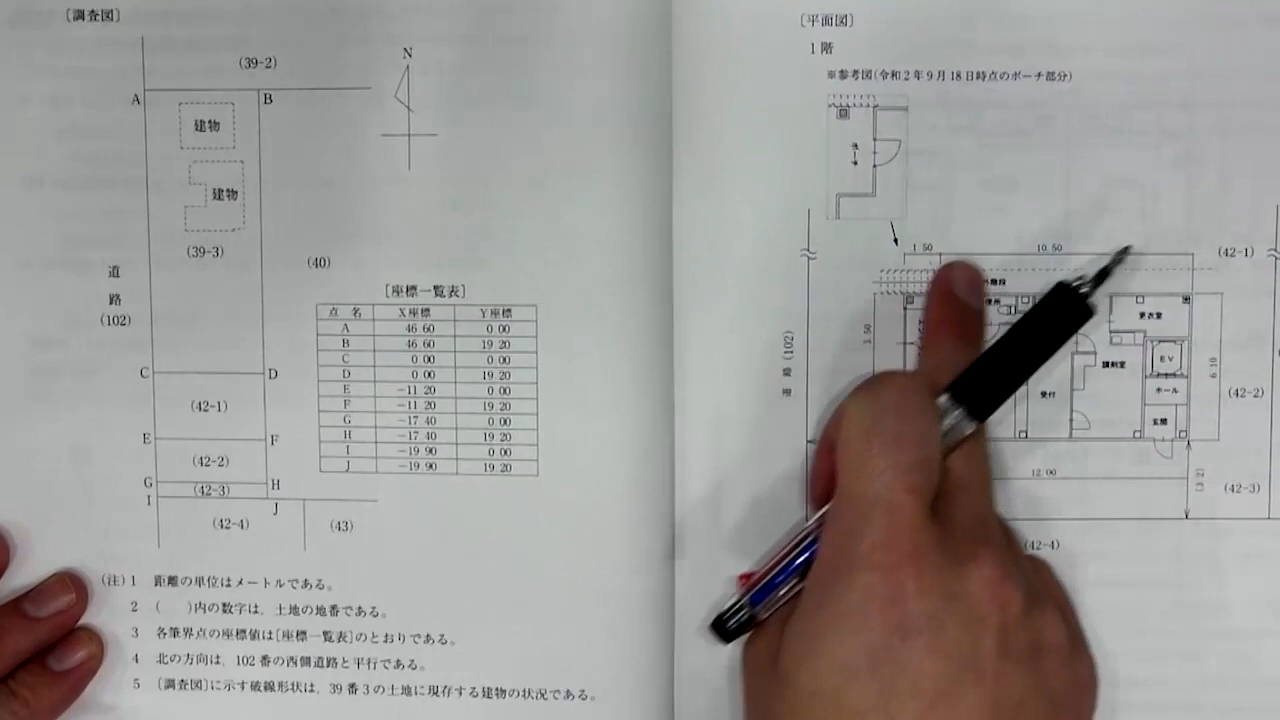 ［調査図］
(39-2)
N
A
B
建物
建物
(39-3)
(40)
道
路
(102)
C
D
(42-1)
E
F
(42-2)
G
H
(42-3)
I
J
(42-4)
(43)
［座標一覧表］
点 名 X座標 Y座標
A 46 60 0 00
B 46 60 19 20
C 0 00 0 00
D 0 00 19 20
E －11 20 0 00
F －11 20 19 20
G －17 40 0 00
H －17 40 19 20
I －19 90 0 00
J －19 90 19 20
(注) 1 距離の単位はメートルである。
2 ( )内の数字は，土地の地番である。
3 各筆界点の座標値は［座標一覧表］のとおりである。
4 北の方向は，102番の西側道路と平行である。
5 ［調査図］に示す破線形状は，39番3の土地に現存する建物の状況である。
［平面図］
1階
※参考図(令和2年9月18日時点のポーチ部分)
1 50
10 50
(42-1)
階段
便所
更衣室
3.50
道 路 (102)
調剤室
EV
6.10
受付
ホール
(42-2)
玄関
12.00
(3.2)
(42-3)
(42-4)